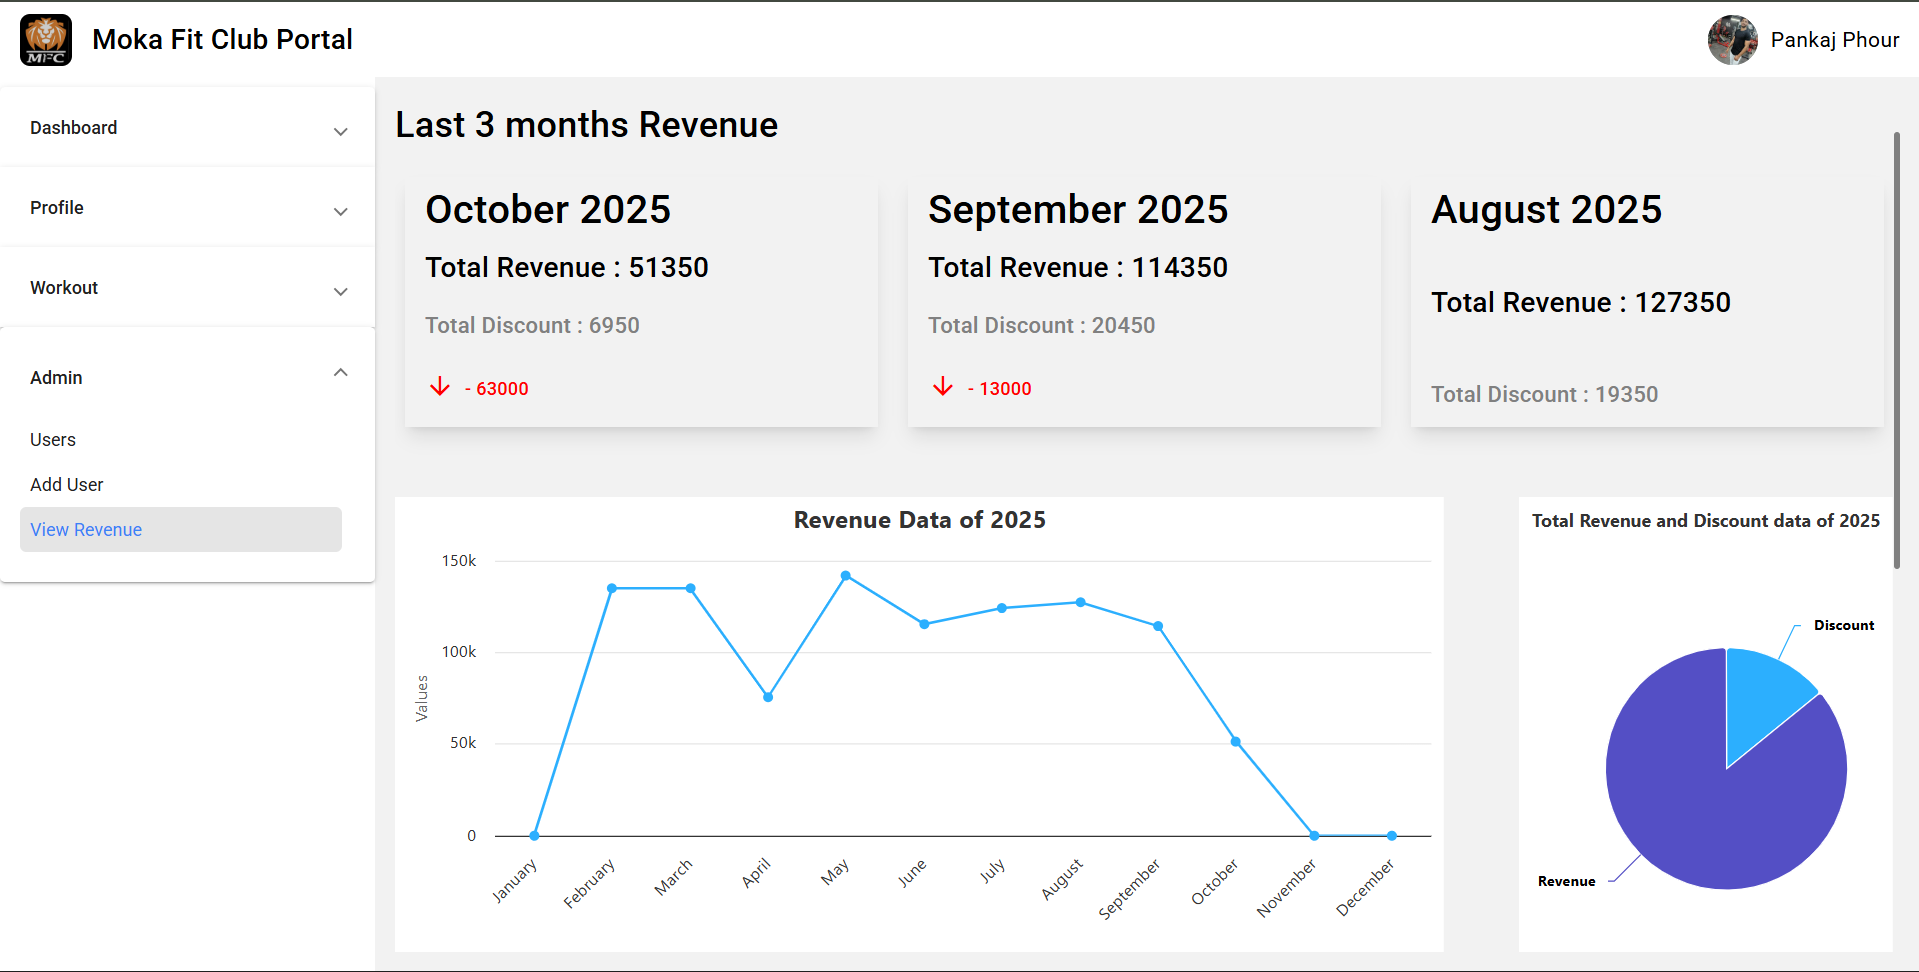 MFC
Moka Fit Club Portal
Pankaj Phour
Dashboard
Profile
Workout
Admin
Users
Add User
View Revenue
Last 3 months Revenue
October 2025
Total Revenue : 51350
Total Discount : 6950
- 63000
September 2025
Total Revenue : 114350
Total Discount : 20450
- 13000
August 2025
Total Revenue : 127350
Total Discount : 19350
Revenue Data of 2025
150k
100k
50k
0
Values
January
February
March
April
May
June
July
August
September
October
November
December
Total Revenue and Discount data of 2025
Discount
Revenue